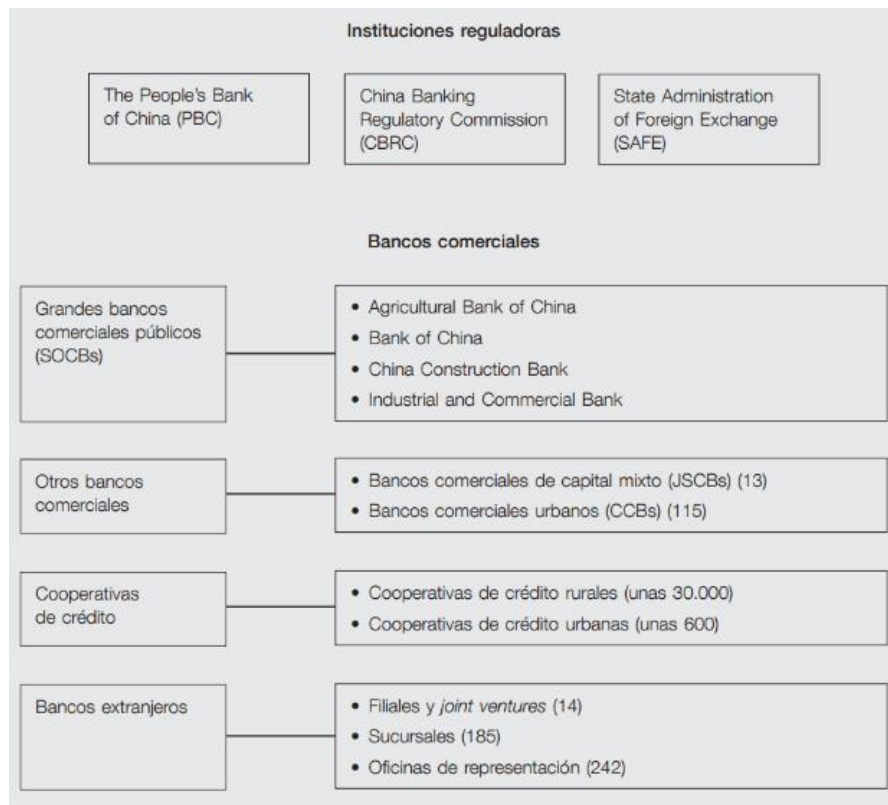 Instituciones reguladoras
The People's Bank
of China (PBC)
China Banking
Regulatory Commission
(CBRC)
State Administration
of Foreign Exchange
(SAFE)
Bancos comerciales
Grandes bancos
comerciales públicos
(SOCBs)
• Agricultural Bank of China
• Bank of China
• China Construction Bank
• Industrial and Commercial Bank
Otros bancos
comerciales
• Bancos comerciales de capital mixto (JSCBs) (13)
• Bancos comerciales urbanos (CCBs) (115)
Cooperativas
de crédito
• Cooperativas de crédito rurales (unas 30.000)
• Cooperativas de crédito urbanas (unas 600)
Bancos extranjeros
• Filiales y joint ventures (14)
• Sucursales (185)
• Oficinas de representación (242)